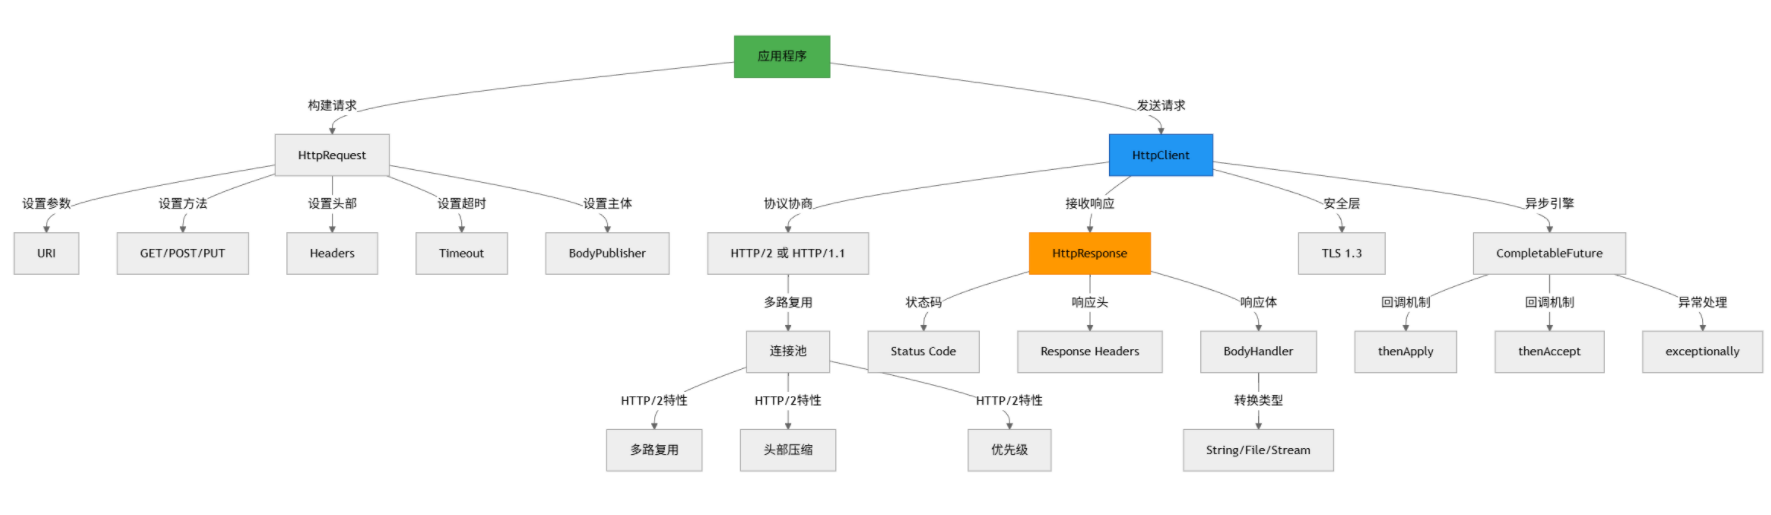 应用程序
构建请求
发送请求
HttpRequest
HttpClient
设置参数
设置方法
设置头部
设置超时
设置主体
协议协商
接收响应
安全层
异步引擎
URI
GET/POST/PUT
Headers
Timeout
BodyPublisher
HTTP/2 或 HTTP/1.1
HttpResponse
TLS 1.3
CompletableFuture
多路复用
状态码
响应头
响应体
回调机制
回调机制
异常处理
连接池
Status Code
Response Headers
BodyHandler
thenApply
thenAccept
exceptionally
HTTP/2特性
HTTP/2特性
HTTP/2特性
转换类型
多路复用
头部压缩
优先级
String/File/Stream